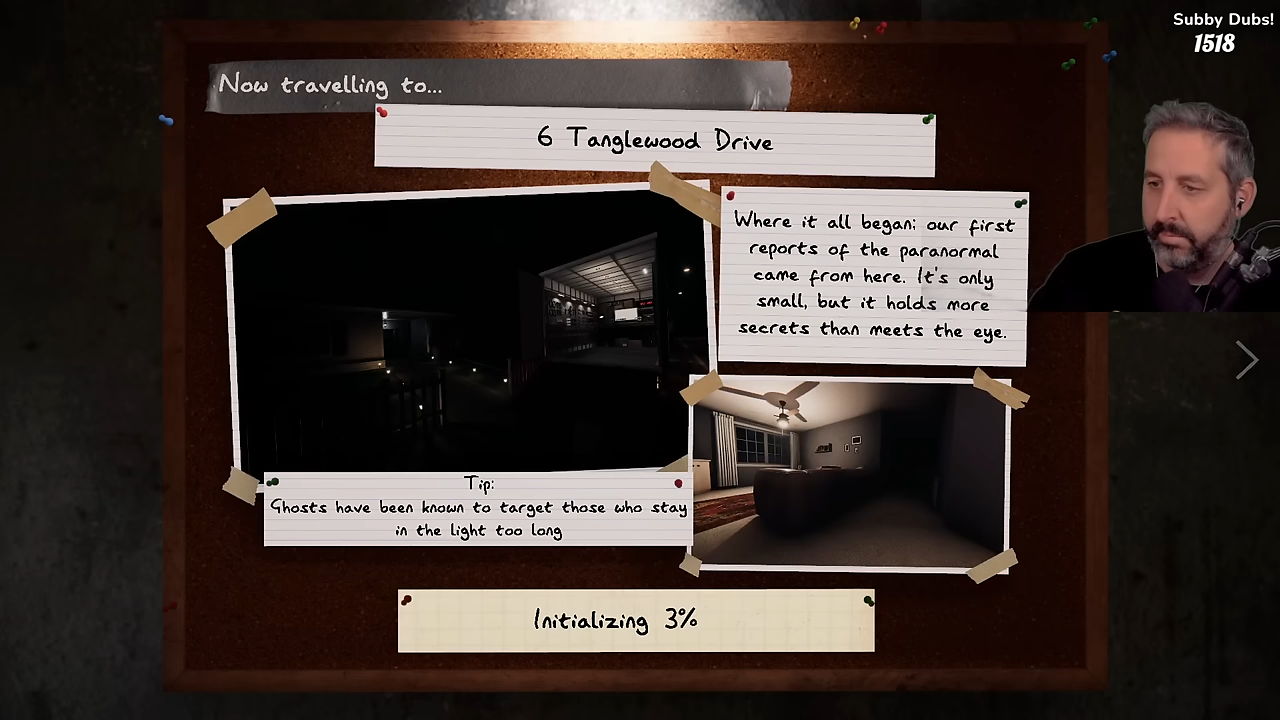 Subby Dubs!
1518
Now travelling to...
6 Tanglewood Drive
Where it all began; our first
reports of the paranormal
came from here. It's only
small, but it holds more
secrets than meets the eye.
Tip:
Ghosts have been known to target those who stay
in the light too long
Initializing 3%